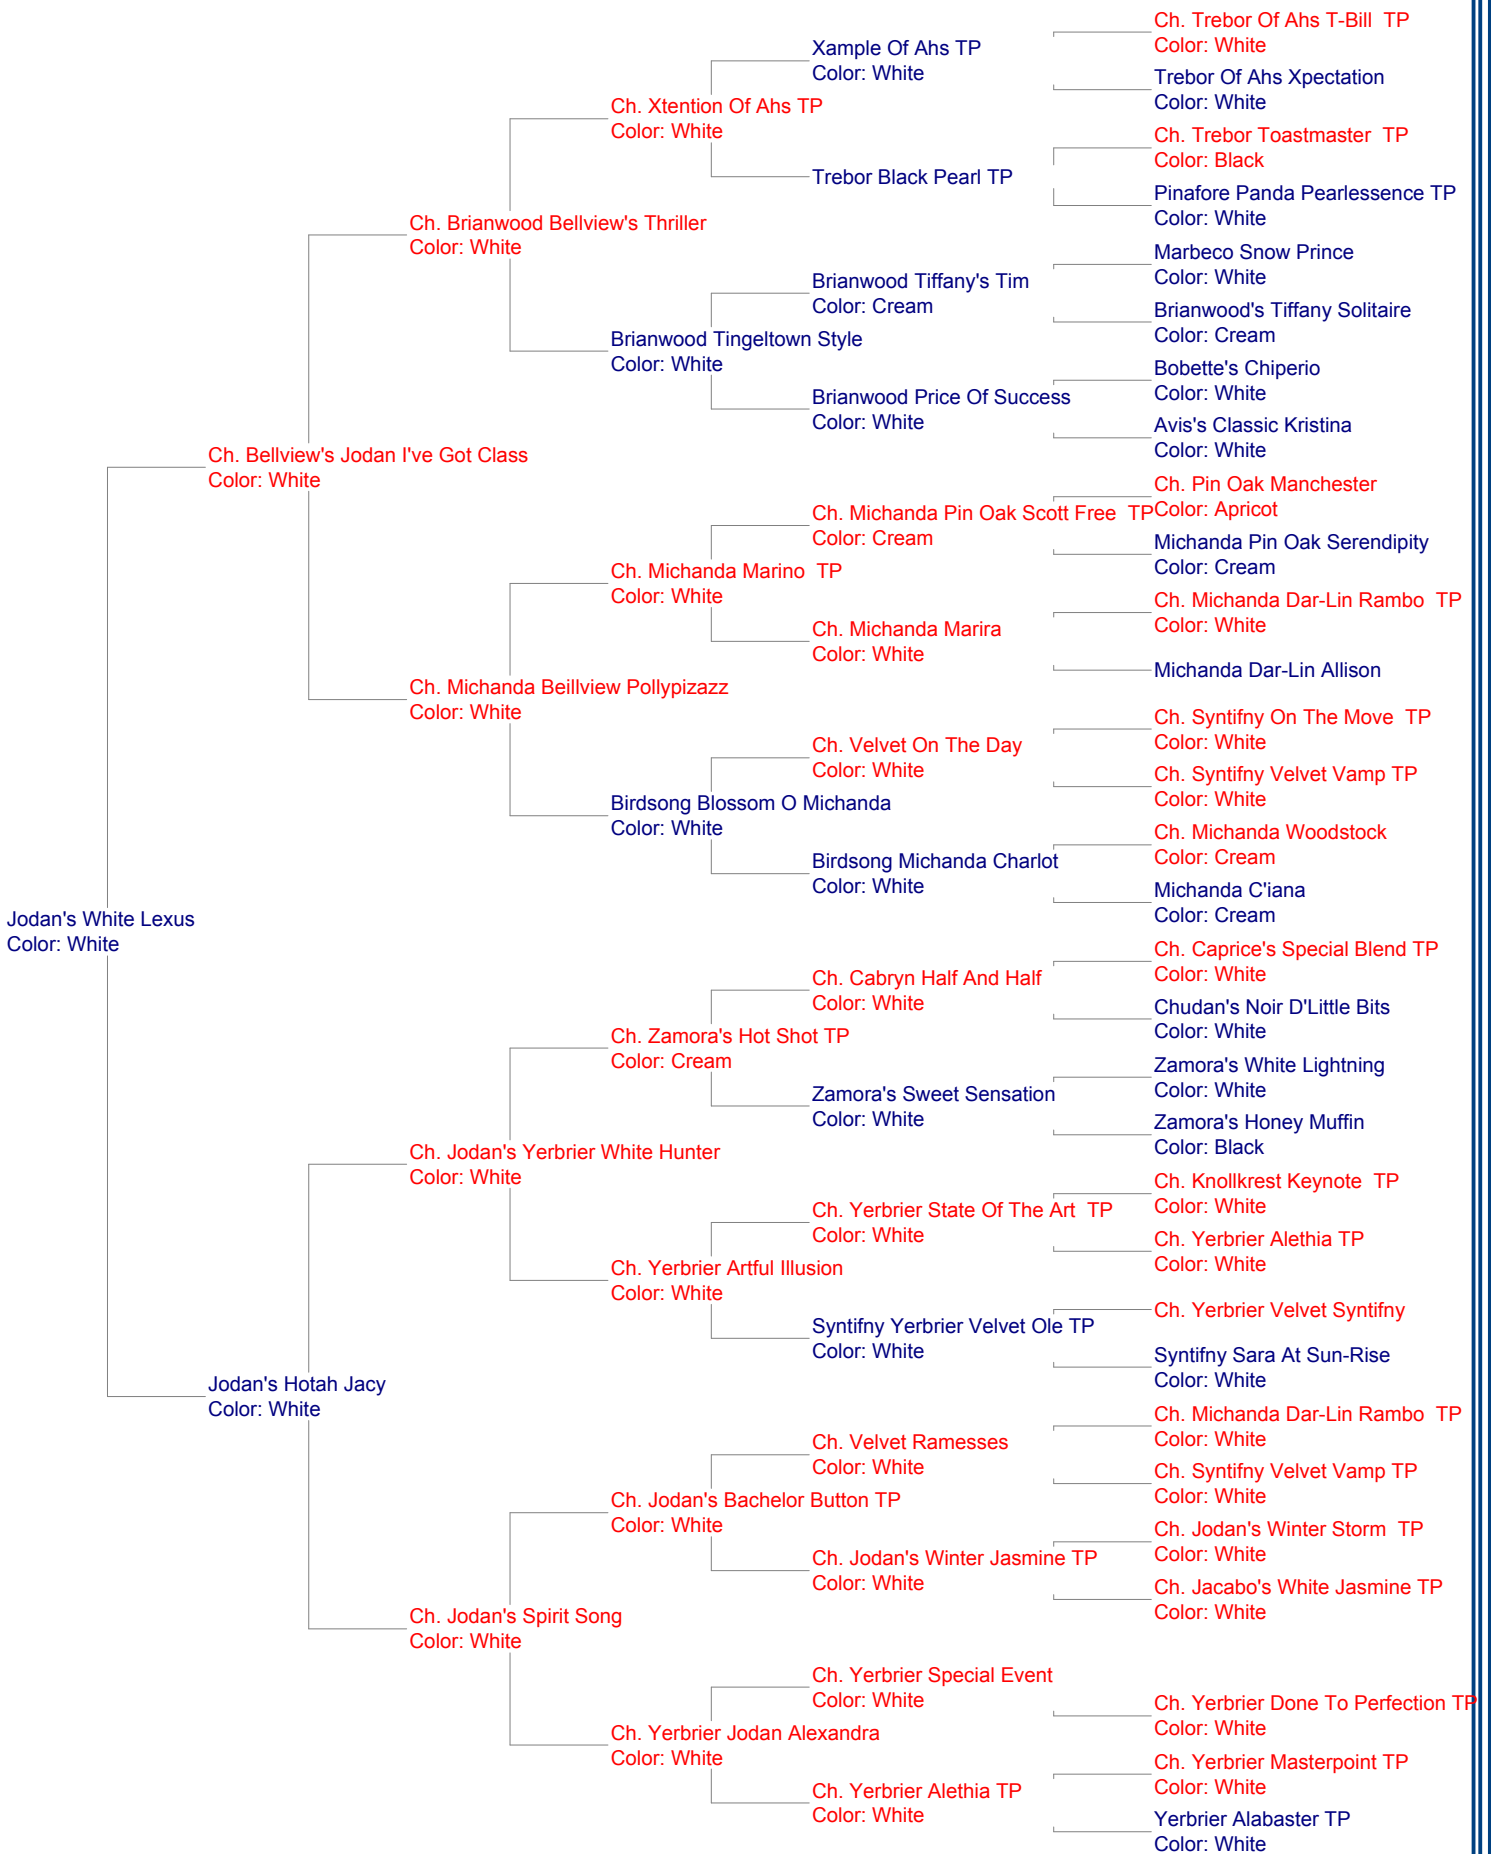 Ch. Trebor Of Ahs T-Bill TP
Color: White
Xample Of Ahs TP
Color: White
Trebor Of Ahs Xpectation
Color: White
Ch. Xtention Of Ahs TP
Color: White
Ch. Trebor Toastmaster TP
Color: Black
Trebor Black Pearl TP
Pinafore Panda Pearlessence TP
Color: White
Ch. Brianwood Bellview's Thriller
Color: White
Marbeco Snow Prince
Color: White
Brianwood Tiffany's Tim
Color: Cream
Brianwood's Tiffany Solitaire
Color: Cream
Brianwood Tingeltown Style
Color: White
Bobette's Chiperio
Color: White
Brianwood Price Of Success
Color: White
Avis's Classic Kristina
Color: White
Ch. Bellview's Jodan I've Got Class
Color: White
Ch. Pin Oak Manchester
Color: Apricot
Ch. Michanda Pin Oak Scott Free TP
Color: Cream
Michanda Pin Oak Serendipity
Color: Cream
Ch. Michanda Marino TP
Color: White
Ch. Michanda Dar-Lin Rambo TP
Color: White
Ch. Michanda Marira
Color: White
Michanda Dar-Lin Allison
Ch. Michanda Beillview Pollypizazz
Color: White
Ch. Syntifny On The Move TP
Color: White
Ch. Velvet On The Day
Color: White
Ch. Syntifny Velvet Vamp TP
Color: White
Birdsong Blossom O Michanda
Color: White
Ch. Michanda Woodstock
Color: Cream
Birdsong Michanda Charlot
Color: White
Michanda C'iana
Color: Cream
Jodan's White Lexus
Color: White
Ch. Caprice's Special Blend TP
Color: White
Ch. Cabryn Half And Half
Color: White
Chudan's Noir D'Little Bits
Color: White
Ch. Zamora's Hot Shot TP
Color: Cream
Zamora's White Lightning
Color: White
Zamora's Sweet Sensation
Color: White
Zamora's Honey Muffin
Color: Black
Ch. Jodan's Yerbrier White Hunter
Color: White
Ch. Knollkrest Keynote TP
Color: White
Ch. Yerbrier State Of The Art TP
Color: White
Ch. Yerbrier Alethia TP
Color: White
Ch. Yerbrier Artful Illusion
Color: White
Ch. Yerbrier Velvet Syntifny
Syntifny Yerbrier Velvet Ole TP
Color: White
Syntifny Sara At Sun-Rise
Color: White
Jodan's Hotah Jacy
Color: White
Ch. Michanda Dar-Lin Rambo TP
Color: White
Ch. Velvet Ramesses
Color: White
Ch. Syntifny Velvet Vamp TP
Color: White
Ch. Jodan's Bachelor Button TP
Color: White
Ch. Jodan's Winter Storm TP
Color: White
Ch. Jodan's Winter Jasmine TP
Color: White
Ch. Jacabo's White Jasmine TP
Color: White
Ch. Jodan's Spirit Song
Color: White
Ch. Yerbrier Special Event
Color: White
Ch. Yerbrier Done To Perfection TP
Color: White
Ch. Yerbrier Jodan Alexandra
Color: White
Ch. Yerbrier Masterpoint TP
Color: White
Ch. Yerbrier Alethia TP
Color: White
Yerbrier Alabaster TP
Color: White